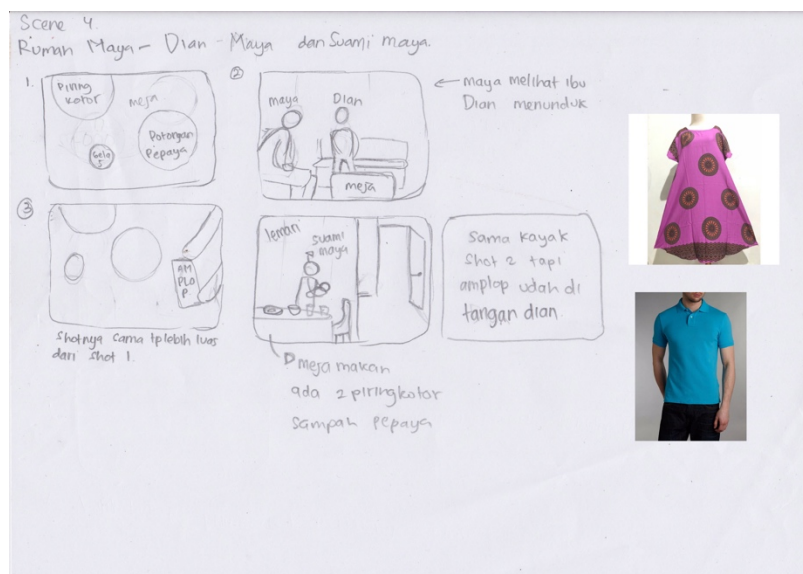 Scene 4.
Rumah Maya - Dian - Maya dan Suami maya.
1.
Piring
kotor
meja
Gelas
Potongan
Pepaya
②
maya
Dian
meja
← maya melihat ibu
Dian menunduk
③
AM
PLO
P
Shotnya sama tp lebih luas
dari shot 1.
lemari
suami
maya
meja makan
ada 2 piring kotor
sampah pepaya
Sama kayak
shot 2 tapi
amplop udah di
tangan dian.